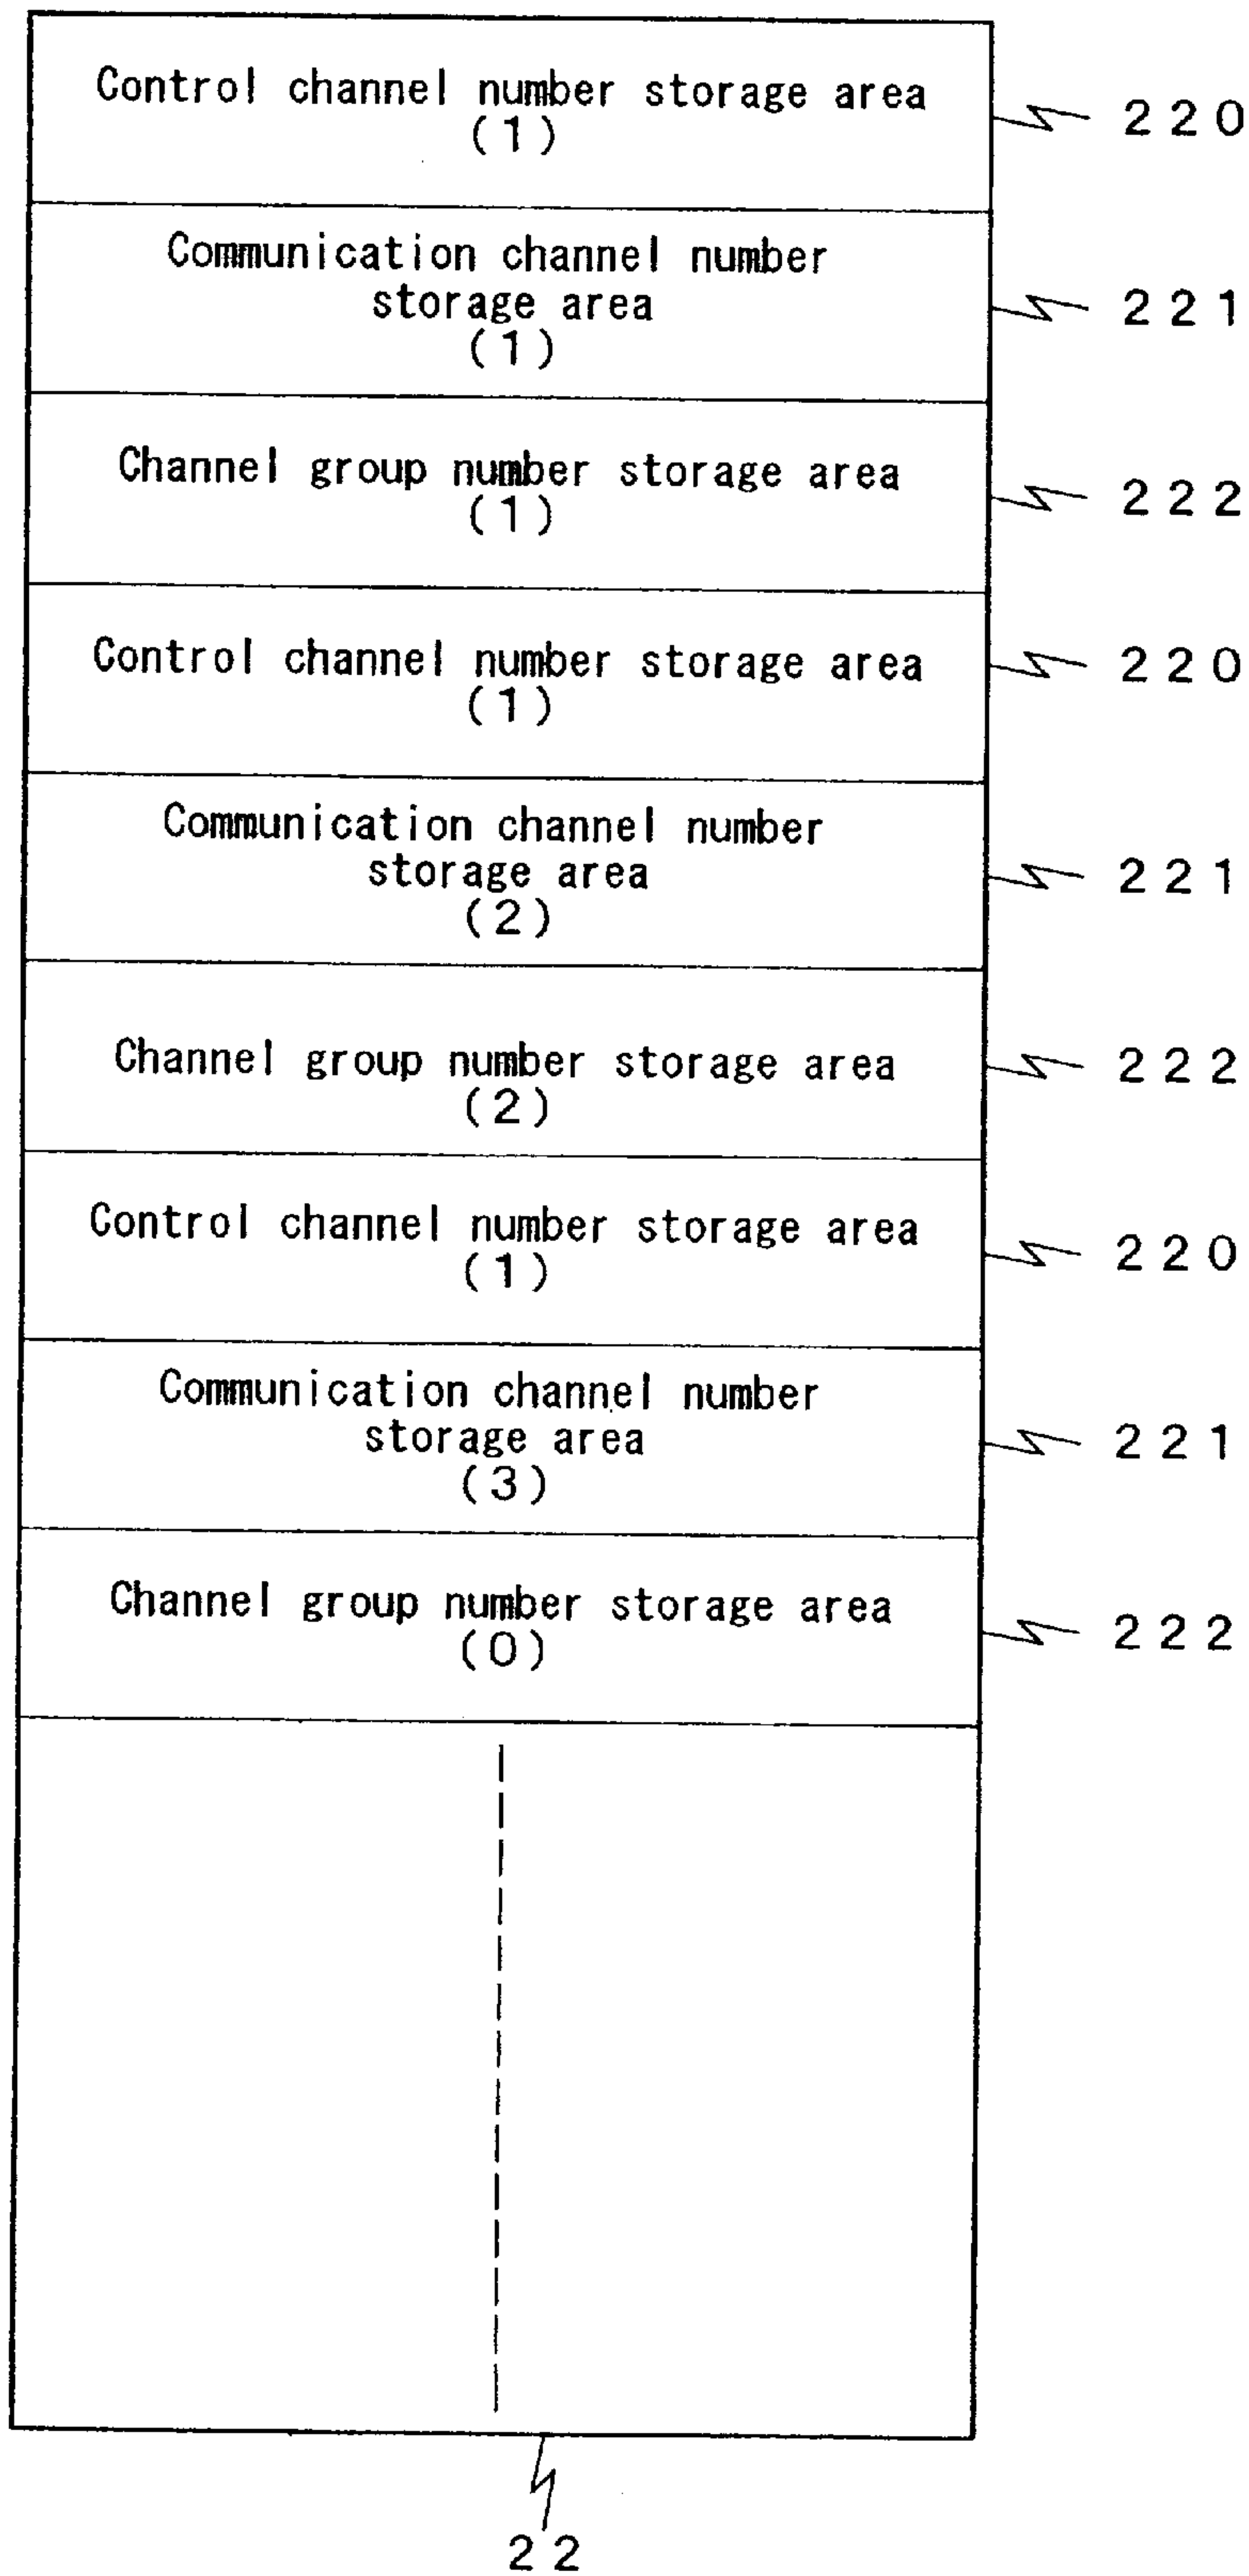 Control channel number storage area
(1)
220
Communication channel number
storage area
(1)
221
Channel group number storage area
(1)
222
Control channel number storage area
(1)
220
Communication channel number
storage area
(2)
221
Channel group number storage area
(2)
222
Control channel number storage area
(1)
220
Communication channel number
storage area
(3)
221
Channel group number storage area
(0)
222
22